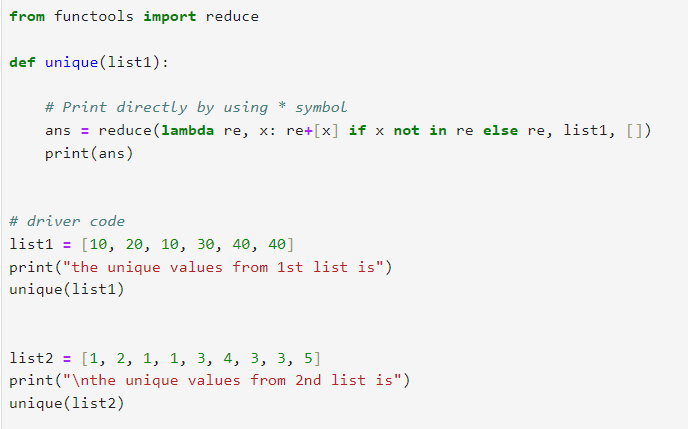 from functools import reduce
def unique(list1):
    # Print directly by using * symbol
    ans = reduce(lambda re, x: re+[x] if x not in re else re, list1, [])
    print(ans)
# driver code
list1 = [10, 20, 10, 30, 40, 40]
print("the unique values from 1st list is")
unique(list1)
list2 = [1, 2, 1, 1, 3, 4, 3, 3, 5]
print("\nthe unique values from 2nd list is")
unique(list2)